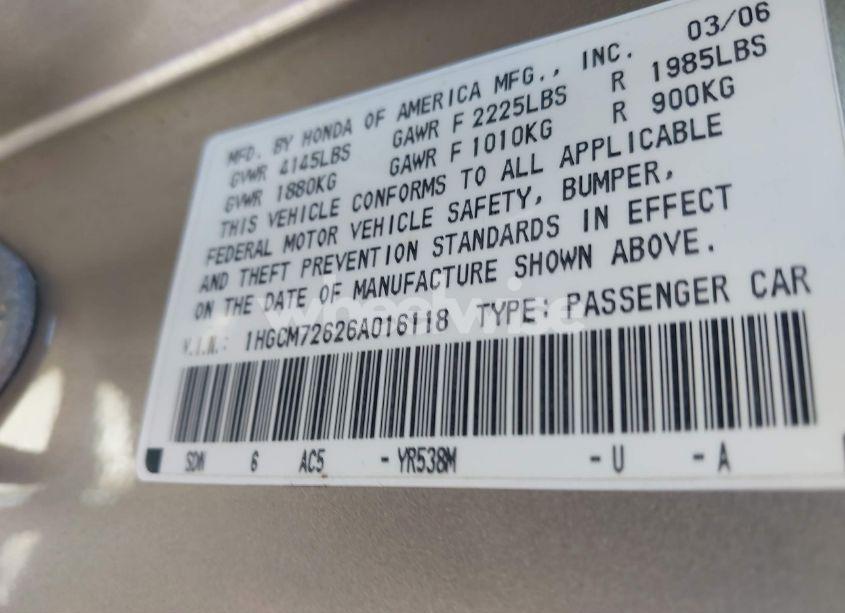 MFD. BY HONDA OF AMERICA MFG., INC. 03/06
GVWR 4145LBS GAWR F 2225LBS R 1985LBS
GVWR 1880KG GAWR F 1010KG R 900KG
THIS VEHICLE CONFORMS TO ALL APPLICABLE
FEDERAL MOTOR VEHICLE SAFETY, BUMPER,
AND THEFT PREVENTION STANDARDS IN EFFECT
ON THE DATE OF MANUFACTURE SHOWN ABOVE.
wheelwise
V.I.N.: 1HGCM72626A016118 TYPE: PASSENGER CAR
SDN 6 AC5 -YR538M -U -A